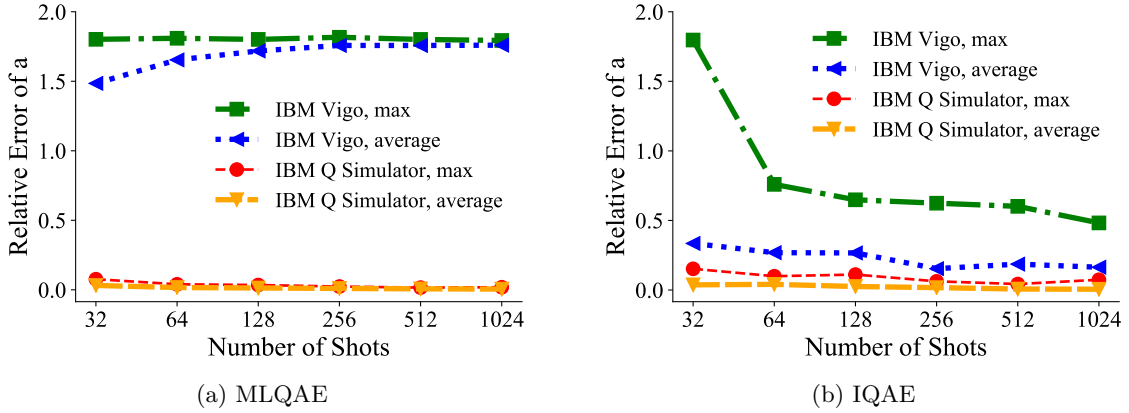 2.0
1.5
1.0
0.5
0.0
Relative Error of a
IBM Vigo, max
IBM Vigo, average
IBM Q Simulator, max
IBM Q Simulator, average
32 64 128 256 512 1024
Number of Shots
(a) MLQAE
2.0
1.5
1.0
0.5
0.0
Relative Error of a
IBM Vigo, max
IBM Vigo, average
IBM Q Simulator, max
IBM Q Simulator, average
32 64 128 256 512 1024
Number of Shots
(b) IQAE